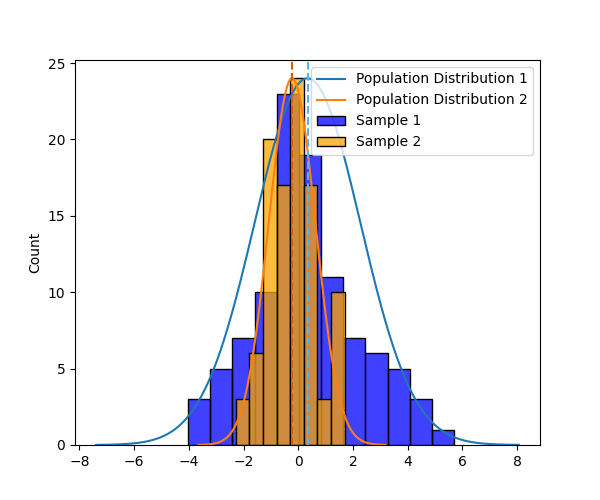 25
20
15
10
5
0
Count
Population Distribution 1
Population Distribution 2
Sample 1
Sample 2
−8 −6 −4 −2 0 2 4 6 8